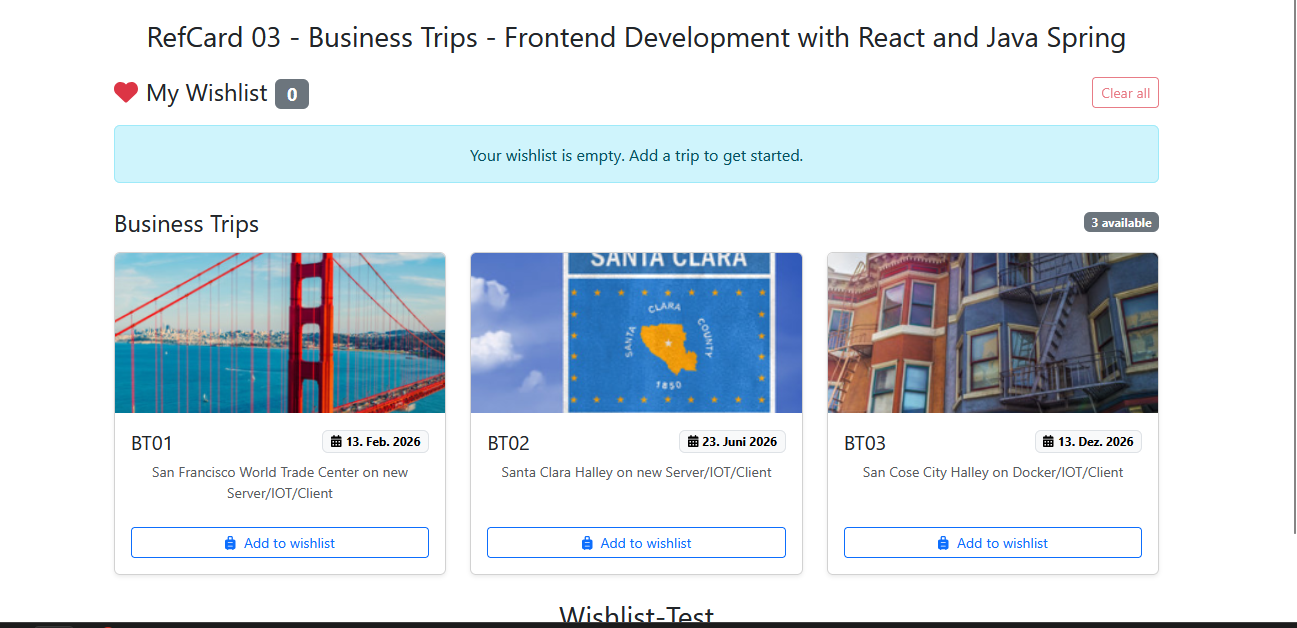 RefCard 03 - Business Trips - Frontend Development with React and Java Spring
My Wishlist 0
Clear all
Your wishlist is empty. Add a trip to get started.
Business Trips
3 available
SANTA CLARA
SANTA CLARA COUNTY
1850
BT01
13. Feb. 2026
San Francisco World Trade Center on new
Server/IOT/Client
Add to wishlist
BT02
23. Juni 2026
Santa Clara Halley on new Server/IOT/Client
Add to wishlist
BT03
13. Dez. 2026
San Cose City Halley on Docker/IOT/Client
Add to wishlist
Wishlist-Test